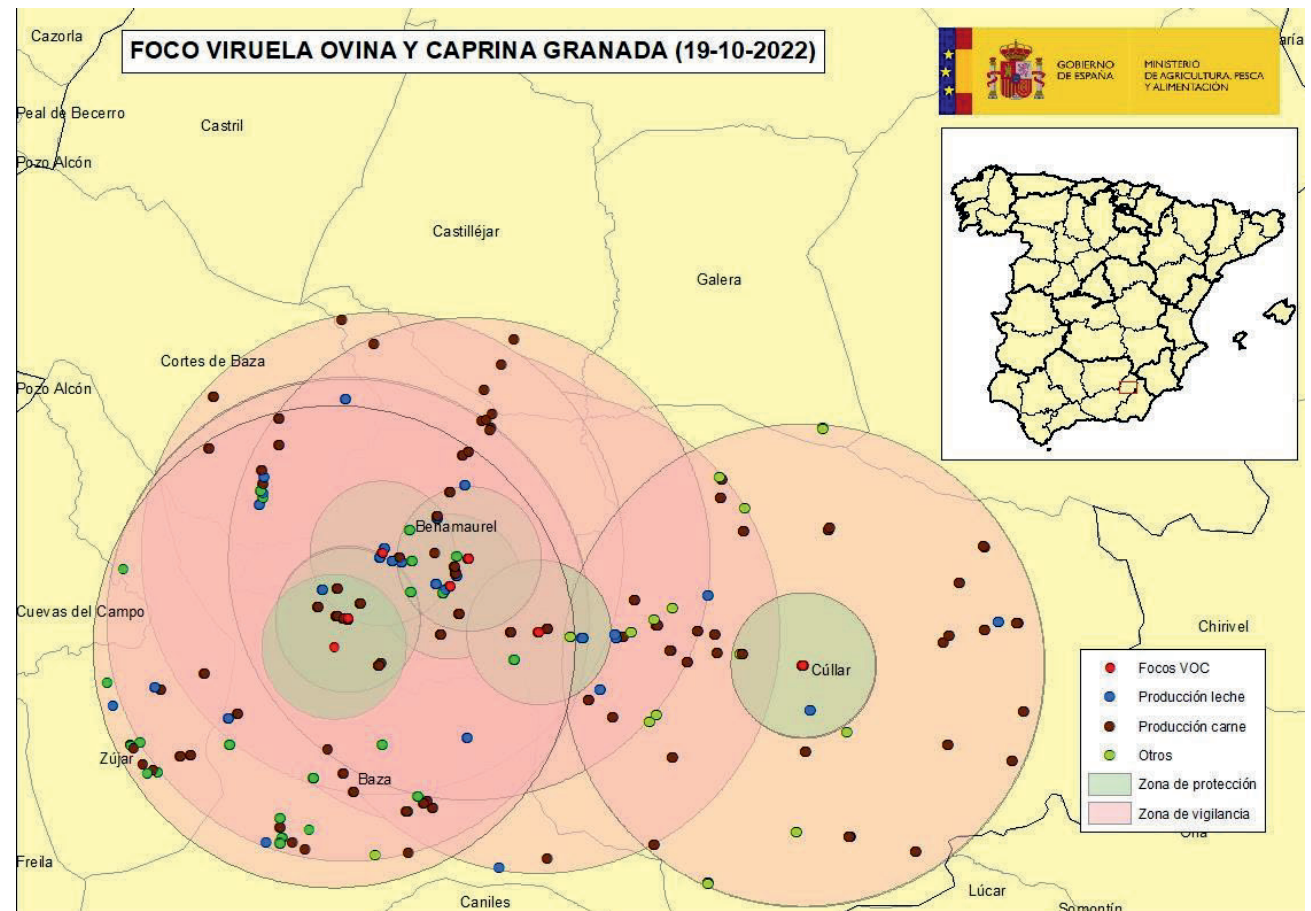 Cazorla
FOCO VIRUELA OVINA Y CAPRINA GRANADA (19-10-2022)
GOBIERNO
DE ESPAÑA
MINISTERIO
DE AGRICULTURA, PESCA
Y ALIMENTACIÓN
aría
Peal de Becerro
Castril
Pozo Alcón
Castilléjar
Galera
Cortes de Baza
Pozo Alcón
Benamaurel
Cuevas del Campo
Chirivel
Cúllar
Focos VOC
Producción leche
Producción carne
Otros
Zona de protección
Zona de vigilancia
Zújar
Baza
Freila
Lúcar
Caniles
Somontín